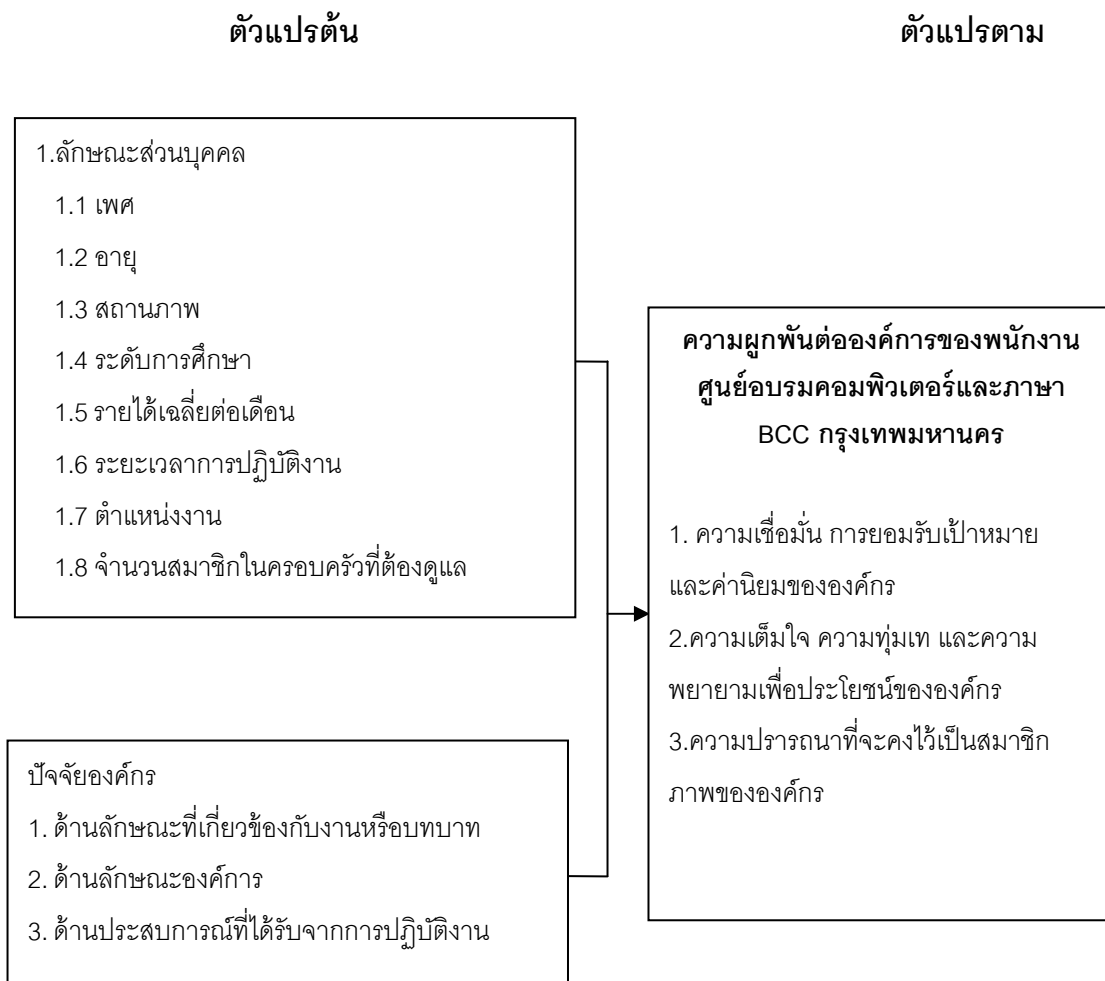 ตัวแปรต้น
ตัวแปรตาม
1.ลักษณะส่วนบุคคล
1.1 เพศ
1.2 อายุ
1.3 สถานภาพ
1.4 ระดับการศึกษา
1.5 รายได้เฉลี่ยต่อเดือน
1.6 ระยะเวลาการปฏิบัติงาน
1.7 ตำแหน่งงาน
1.8 จำนวนสมาชิกในครอบครัวที่ต้องดูแล
ปัจจัยองค์กร
1. ด้านลักษณะที่เกี่ยวข้องกับงานหรือบทบาท
2. ด้านลักษณะองค์การ
3. ด้านประสบการณ์ที่ได้รับจากการปฏิบัติงาน
ความผูกพันต่อองค์การของพนักงาน
ศูนย์อบรมคอมพิวเตอร์และภาษา
BCC กรุงเทพมหานคร
1. ความเชื่อมั่น การยอมรับเป้าหมาย
และค่านิยมขององค์กร
2.ความเต็มใจ ความทุ่มเท และความ
พยายามเพื่อประโยชน์ขององค์กร
3.ความปรารถนาที่จะคงไว้เป็นสมาชิก
ภาพขององค์กร